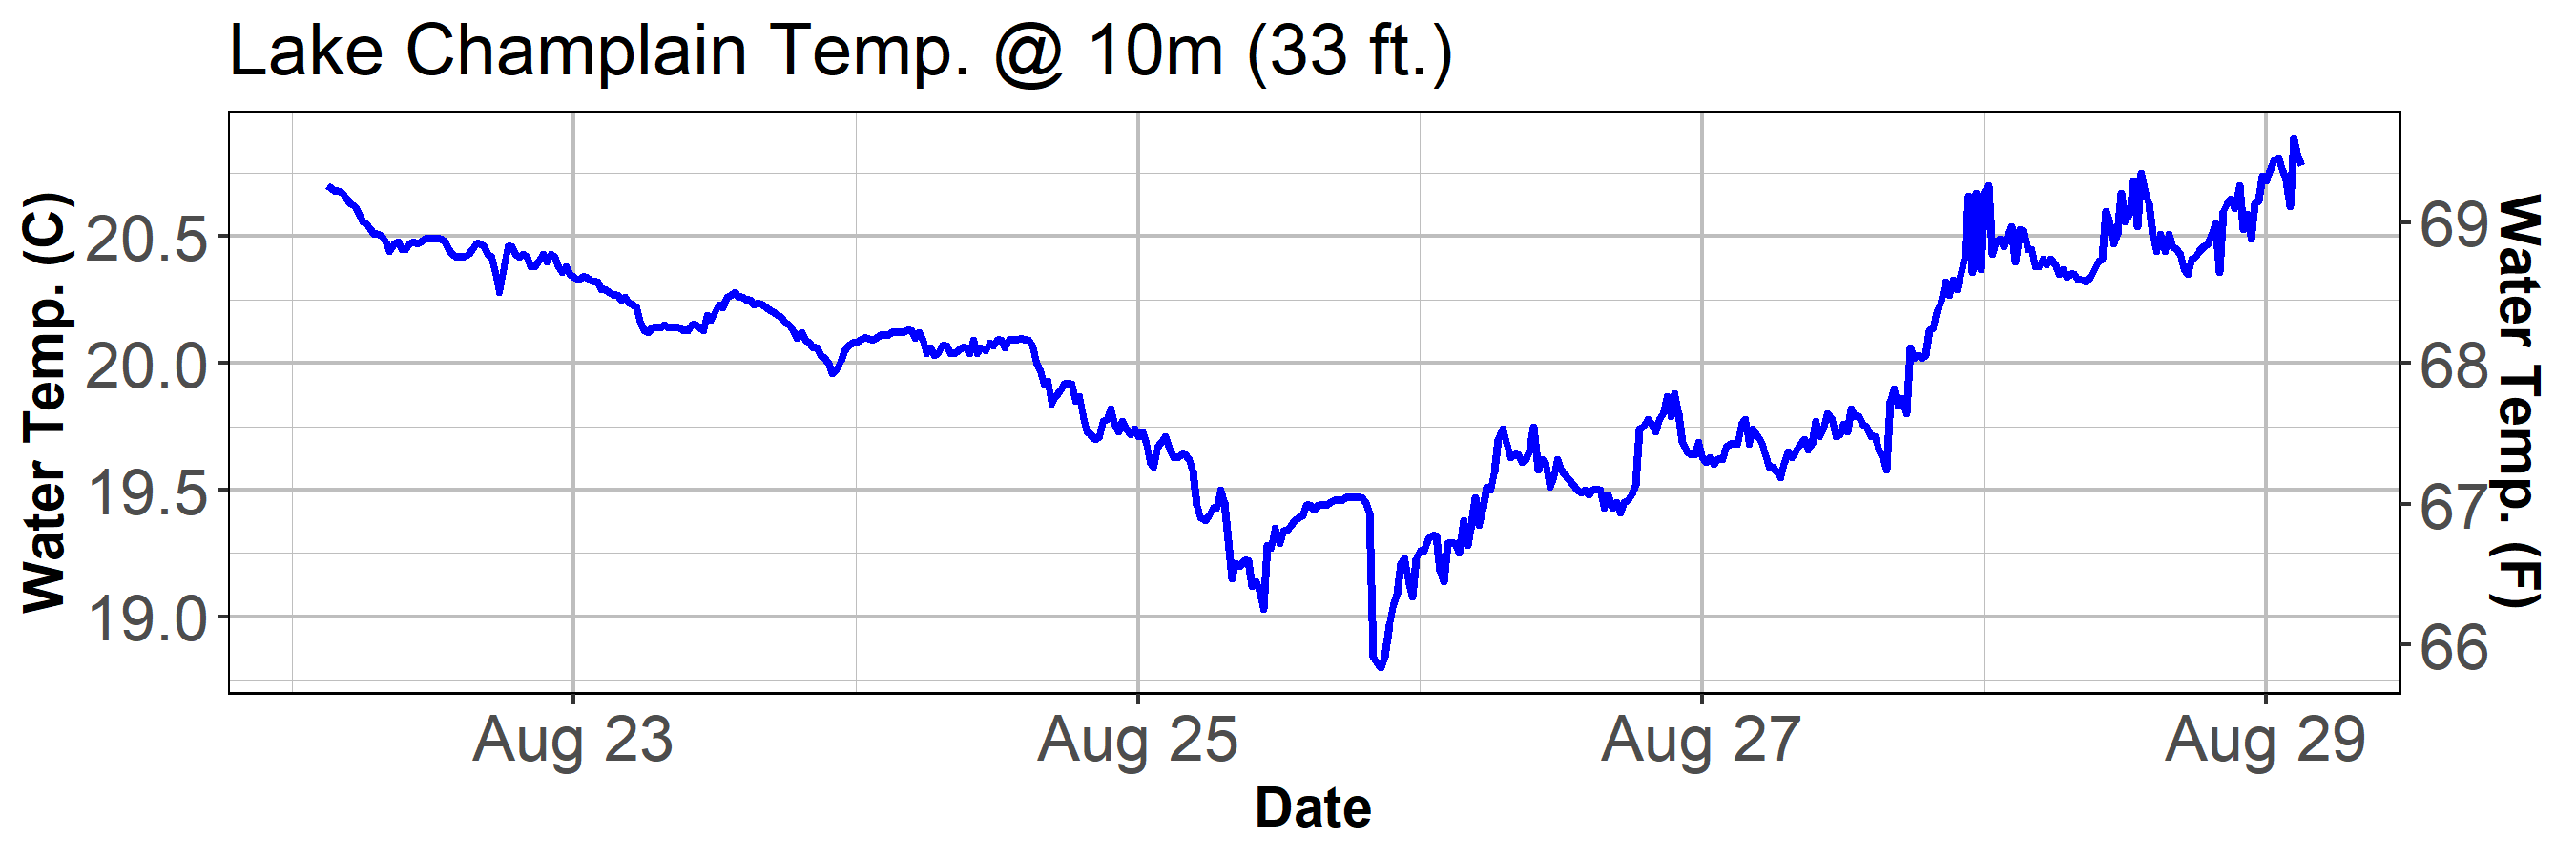 Lake Champlain Temp. @ 10m (33 ft.)
Water Temp. (C)
20.5
20.0
19.5
19.0
69
68
67
66
Water Temp. (F)
Aug 23 Aug 25 Aug 27 Aug 29
Date